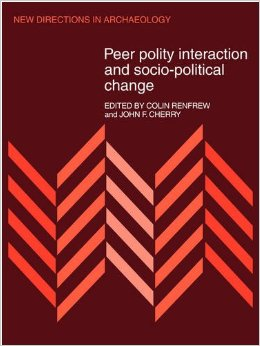 NEW DIRECTIONS IN ARCHAEOLOGY
Peer polity interaction
and socio-political
change
EDITED BY COLIN RENFREW
and JOHN F. CHERRY